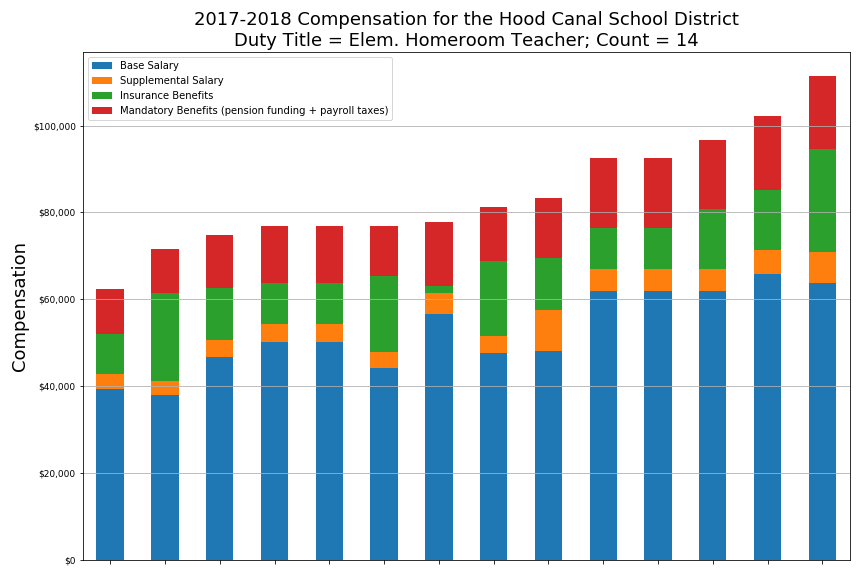 2017-2018 Compensation for the Hood Canal School District
Duty Title = Elem. Homeroom Teacher; Count = 14
Base Salary
Supplemental Salary
Insurance Benefits
Mandatory Benefits (pension funding + payroll taxes)
$100,000
$80,000
$60,000
$40,000
$20,000
$0
Compensation